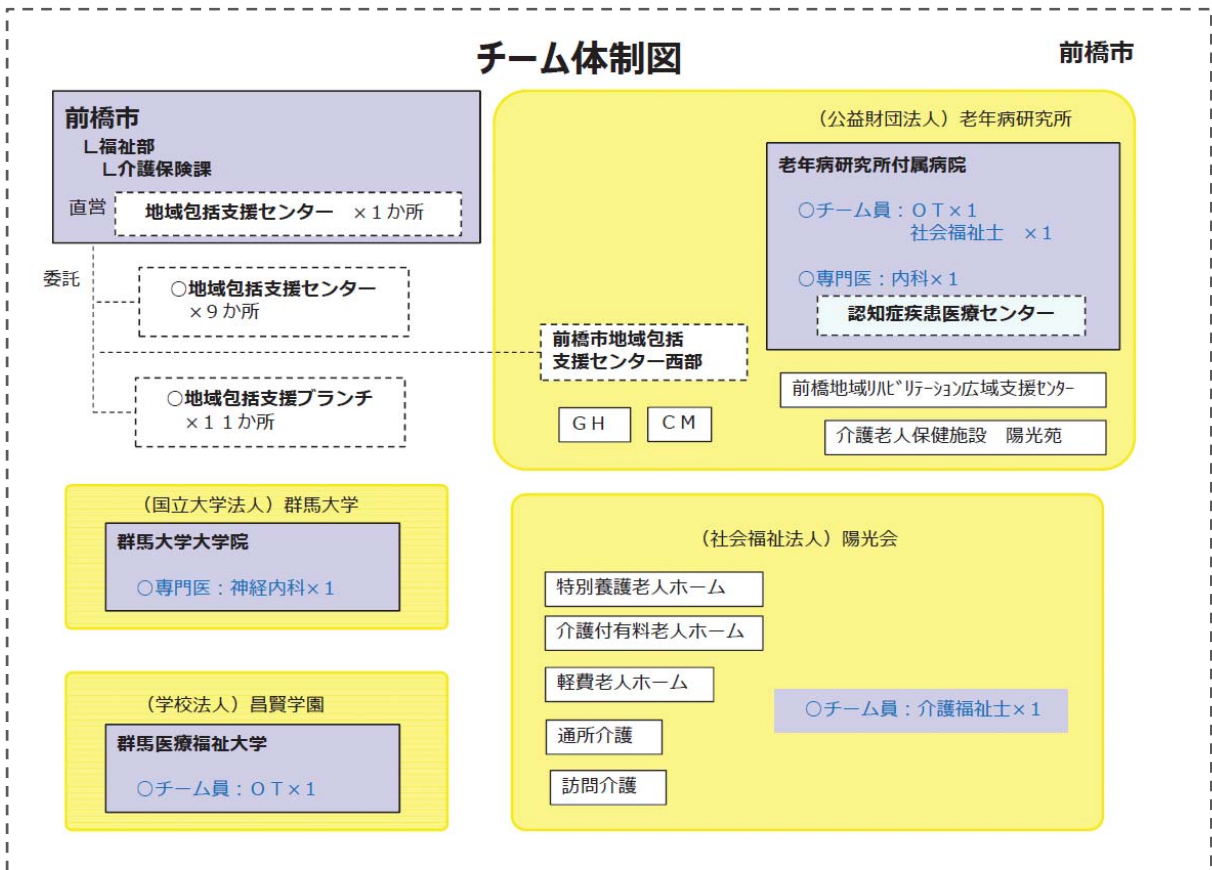 チーム体制図
前橋市
前橋市
∟福祉部
∟介護保険課
直営
地域包括支援センター ×１か所
委託
○地域包括支援センター
×９か所
○地域包括支援ブランチ
×１１か所
（公益財団法人）老年病研究所
老年病研究所付属病院
○チーム員：ＯＴ×１
社会福祉士 ×１
○専門医：内科×１
認知症疾患医療センター
前橋市地域包括
支援センター西部
ＧＨ
ＣＭ
前橋地域ﾘﾊﾋﾞﾘﾃｰｼｮﾝ広域支援ｾﾝﾀｰ
介護老人保健施設 陽光苑
（国立大学法人）群馬大学
群馬大学大学院
○専門医：神経内科×１
（学校法人）昌賢学園
群馬医療福祉大学
○チーム員：ＯＴ×１
（社会福祉法人）陽光会
特別養護老人ホーム
介護付有料老人ホーム
軽費老人ホーム
通所介護
訪問介護
○チーム員：介護福祉士×１